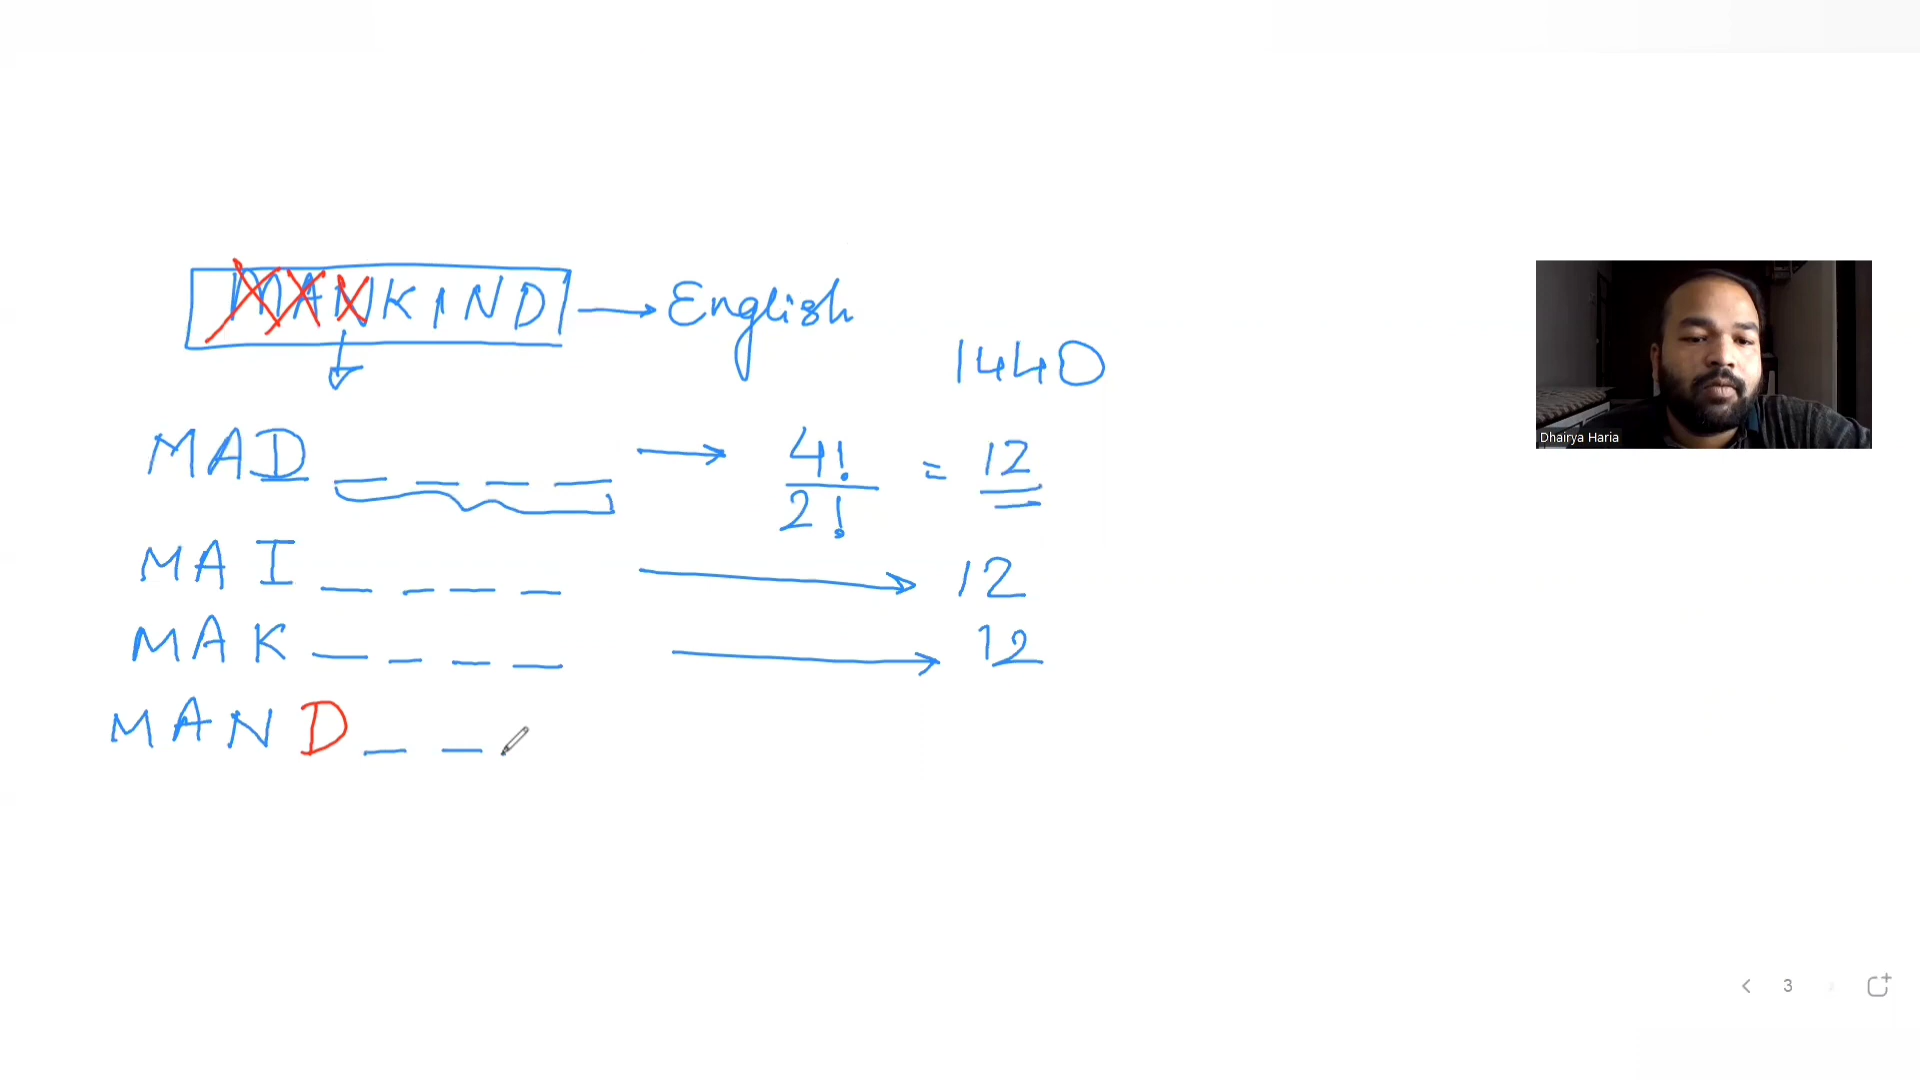 MANKIND → English
1440
MAD _ _ _ _ → 4!/2! = 12
MAI _ _ _ _ → 12
MAK _ _ _ _ → 12
MAND _ _
Dhairya Haria
3